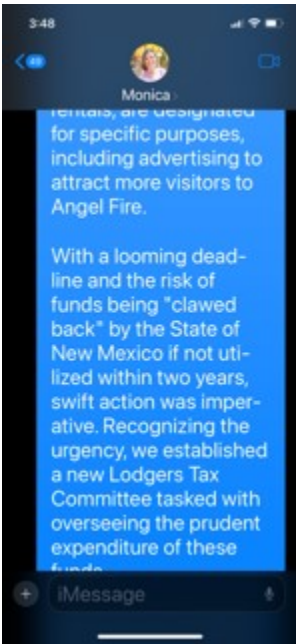 3:48
49
Monica
rentals, are designated
for specific purposes,
including advertising to
attract more visitors to
Angel Fire.
With a looming dead-
line and the risk of
funds being "clawed
back" by the State of
New Mexico if not uti-
lized within two years,
swift action was imper-
ative. Recognizing the
urgency, we established
a new Lodgers Tax
Committee tasked with
overseeing the prudent
expenditure of these
funds
iMessage